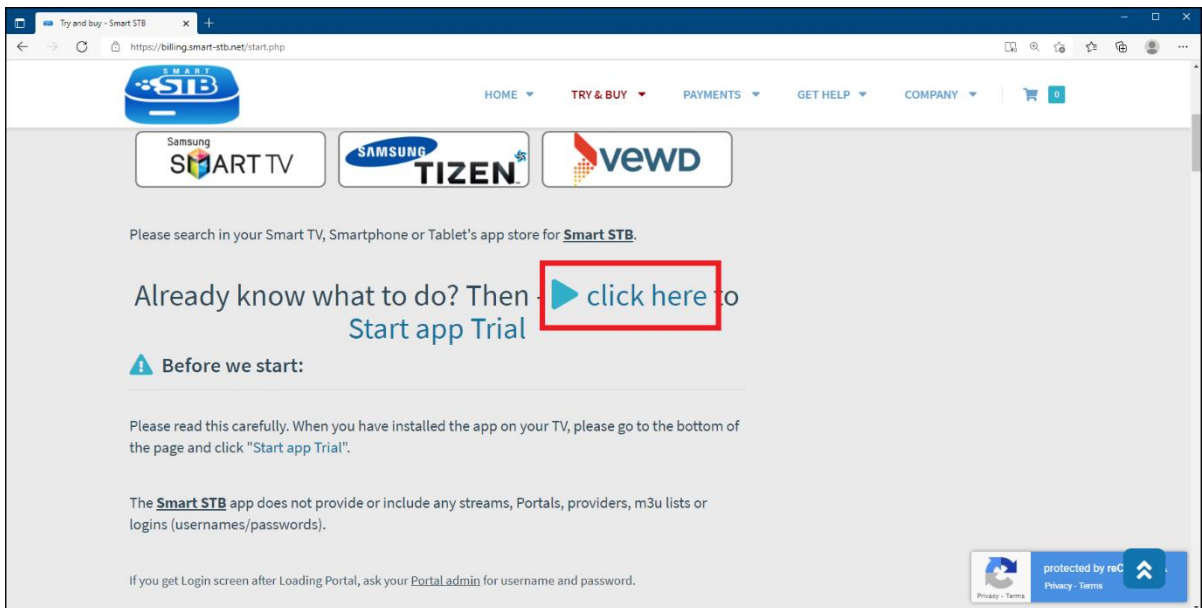 Try and buy - Smart STB
https://billing.smart-stb.net/start.php
SMART
STB
HOME
TRY & BUY
PAYMENTS
GET HELP
COMPANY
0
Samsung
SMART TV
SAMSUNG
TIZEN
vewd
Please search in your Smart TV, Smartphone or Tablet's app store for Smart STB.
Already know what to do? Then - click here to
Start app Trial
Before we start:
Please read this carefully. When you have installed the app on your TV, please go to the bottom of
the page and click "Start app Trial".
The Smart STB app does not provide or include any streams, Portals, providers, m3u lists or
logins (usernames/passwords).
If you get Login screen after Loading Portal, ask your Portal admin for username and password.
protected by
Privacy - Terms
Privacy - Terms